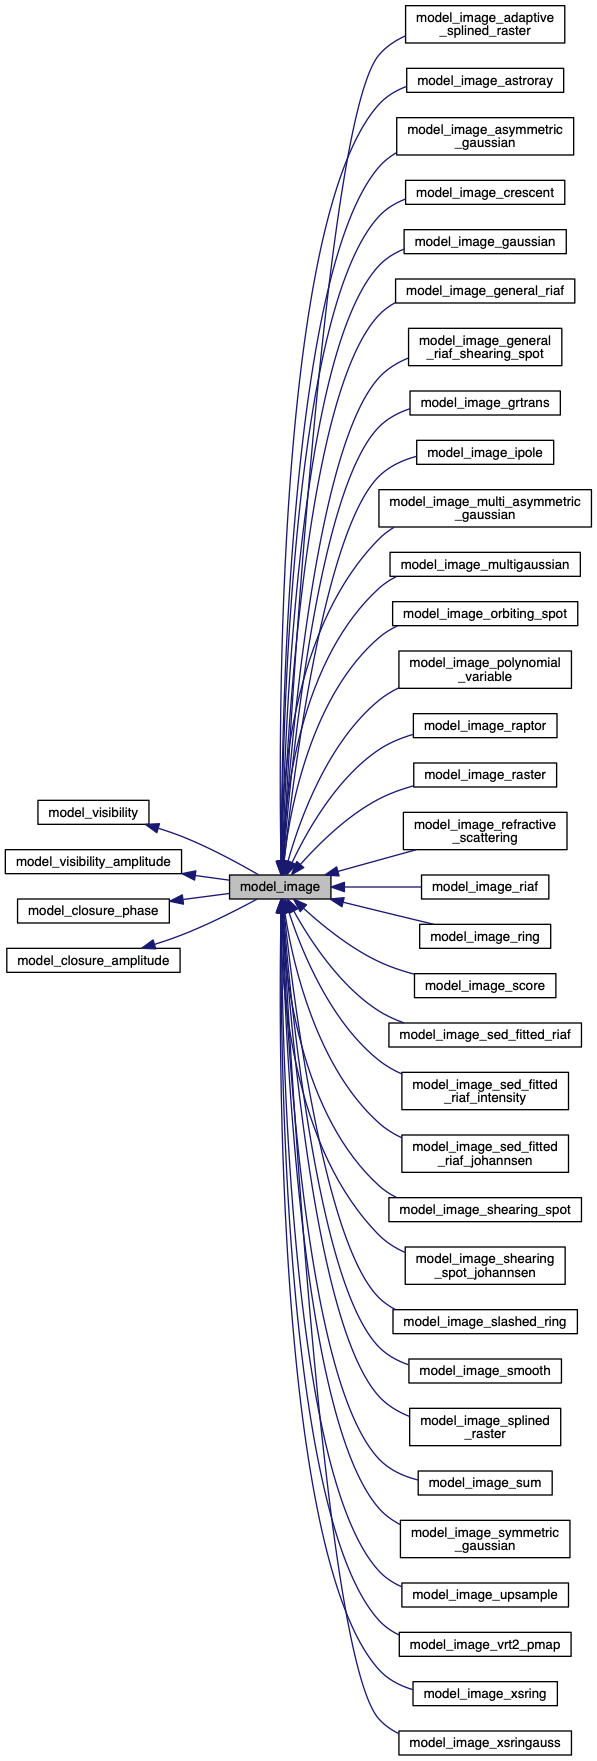 model_image_adaptive
_splined_raster
model_image_astroray
model_image_asymmetric
_gaussian
model_image_crescent
model_image_gaussian
model_image_general_riaf
model_image_general
_riaf_shearing_spot
model_image_grtrans
model_image_ipole
model_image_multi_asymmetric
_gaussian
model_image_multigaussian
model_image_orbiting_spot
model_image_polynomial
_variable
model_image_raptor
model_image_raster
model_visibility
model_image_refractive
_scattering
model_visibility_amplitude
model_image
model_image_riaf
model_closure_phase
model_image_ring
model_closure_amplitude
model_image_score
model_image_sed_fitted_riaf
model_image_sed_fitted
_riaf_intensity
model_image_sed_fitted
_riaf_johannsen
model_image_shearing_spot
model_image_shearing
_spot_johannsen
model_image_slashed_ring
model_image_smooth
model_image_splined
_raster
model_image_sum
model_image_symmetric
_gaussian
model_image_upsample
model_image_vrt2_pmap
model_image_xsring
model_image_xsringauss